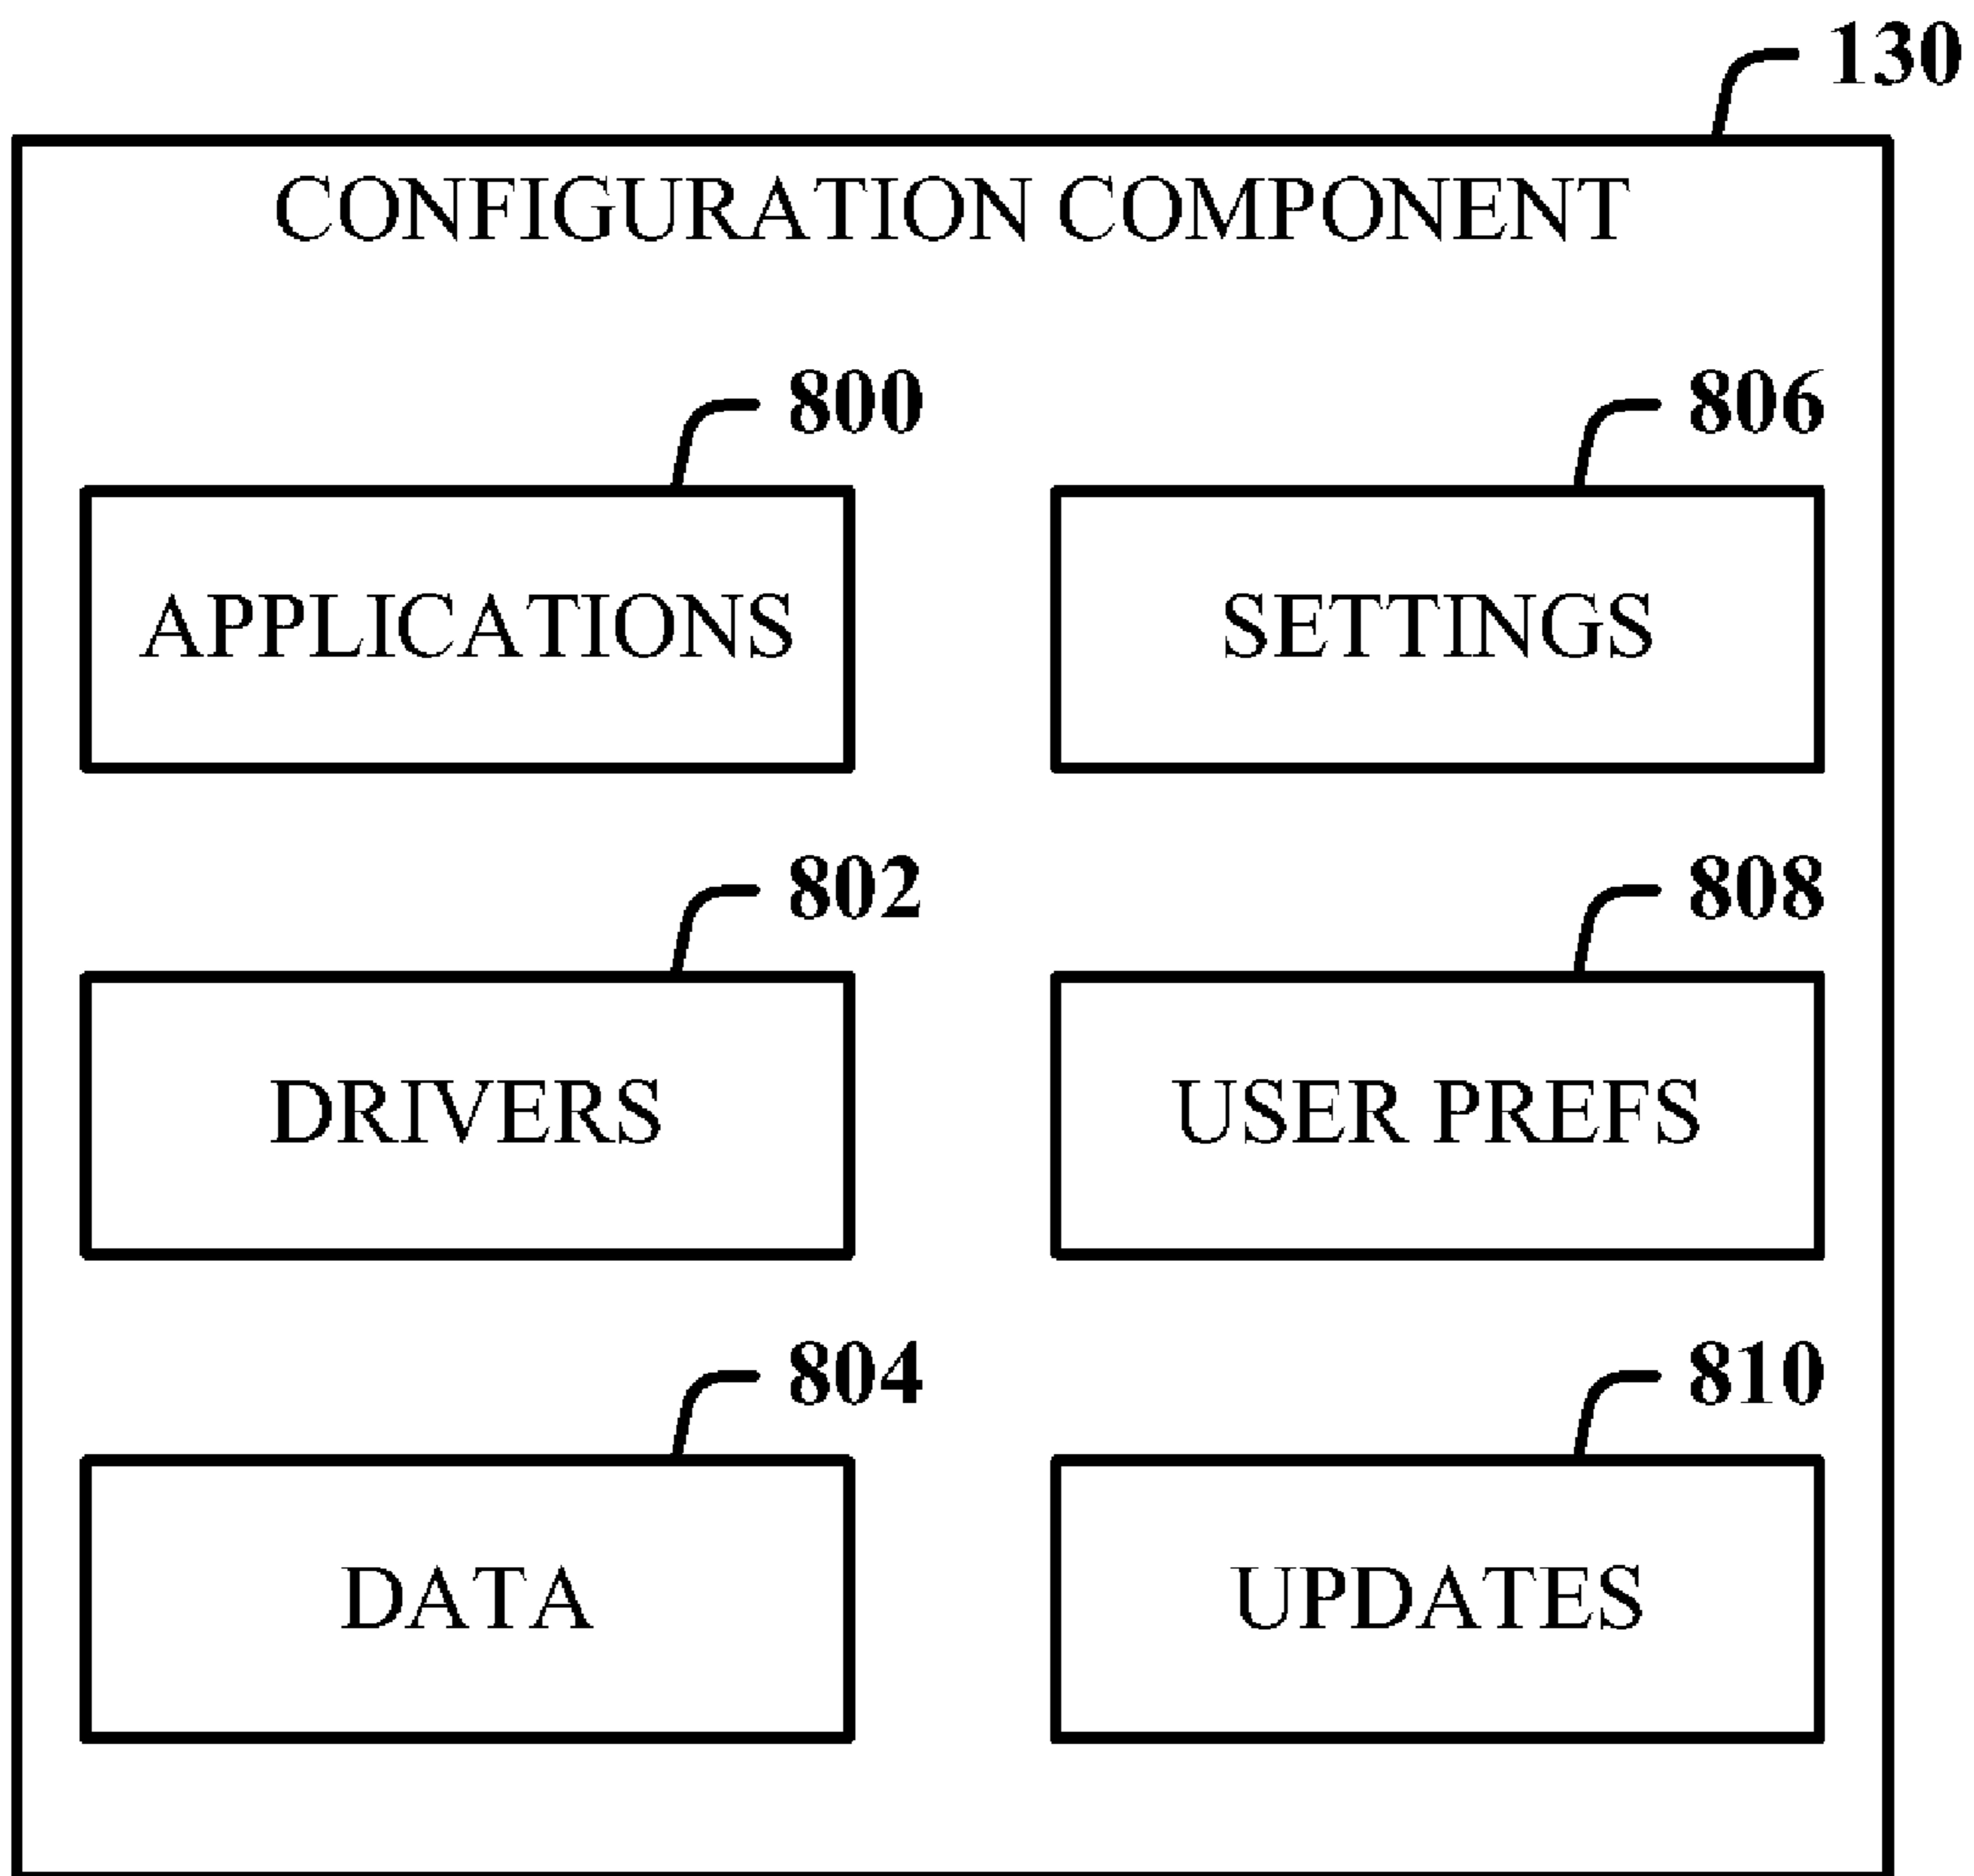 130
CONFIGURATION COMPONENT
800
806
APPLICATIONS
SETTINGS
802
808
DRIVERS
USER PREFS
804
810
DATA
UPDATES